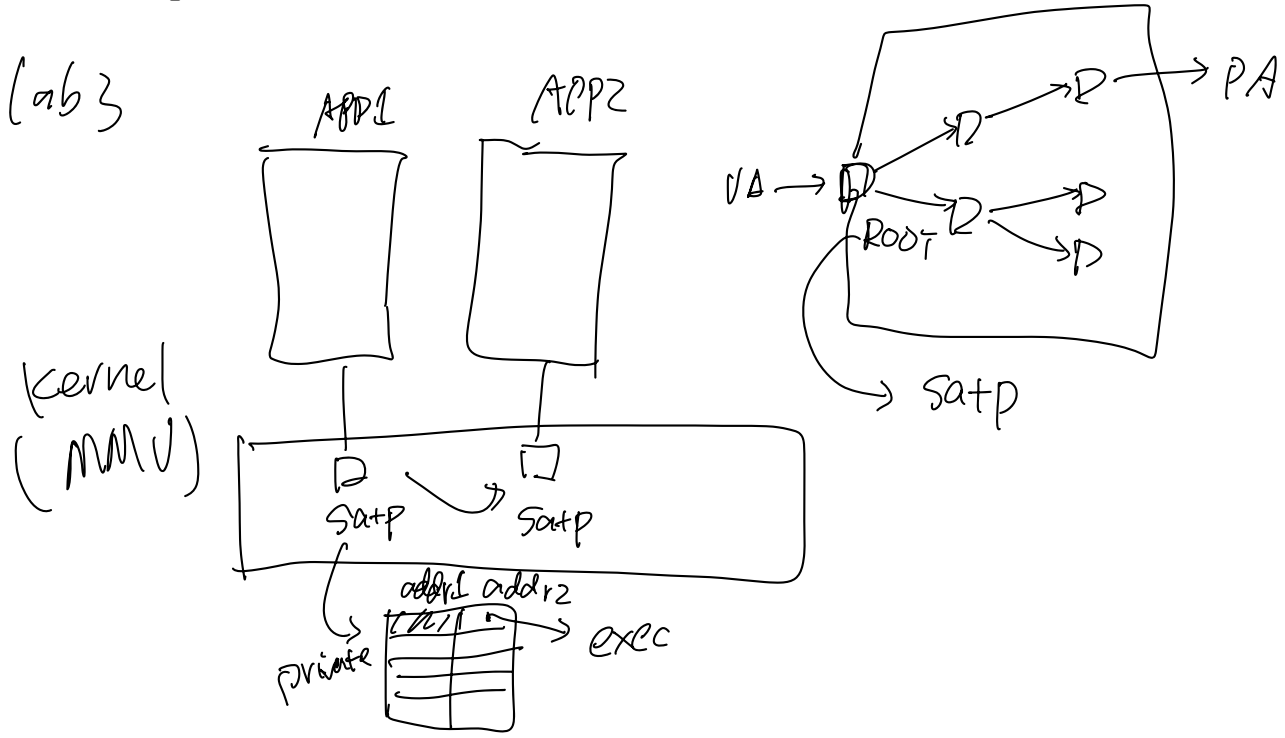 lab3
APP1
APP2
VA
ROOT
PA
satp
kernel
(MMU)
satp
satp
addr1 addr2
private
exec